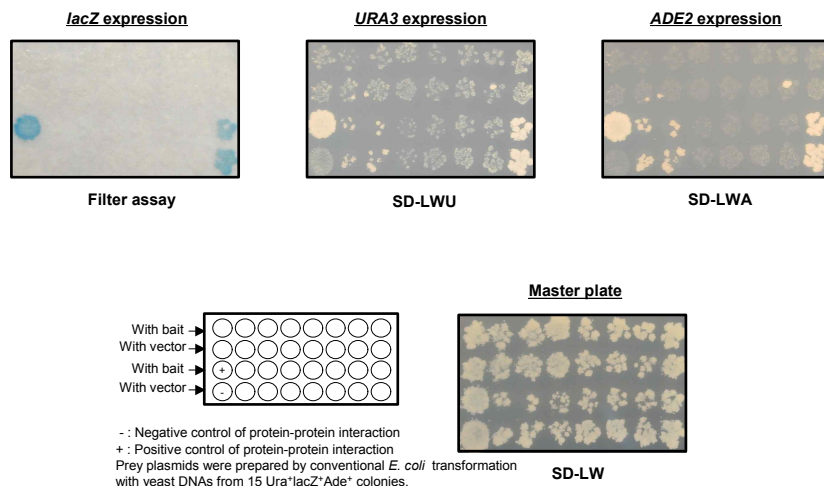 lacZ expression
URA3 expression
ADE2 expression
Filter assay
SD-LWU
SD-LWA
Master plate
With bait
With vector
With bait
With vector
+
-
- : Negative control of protein-protein interaction
+ : Positive control of protein-protein interaction
Prey plasmids were prepared by conventional E. coli transformation
with yeast DNAs from 15 Ura⁺lacZ⁺Ade⁺ colonies.
SD-LW